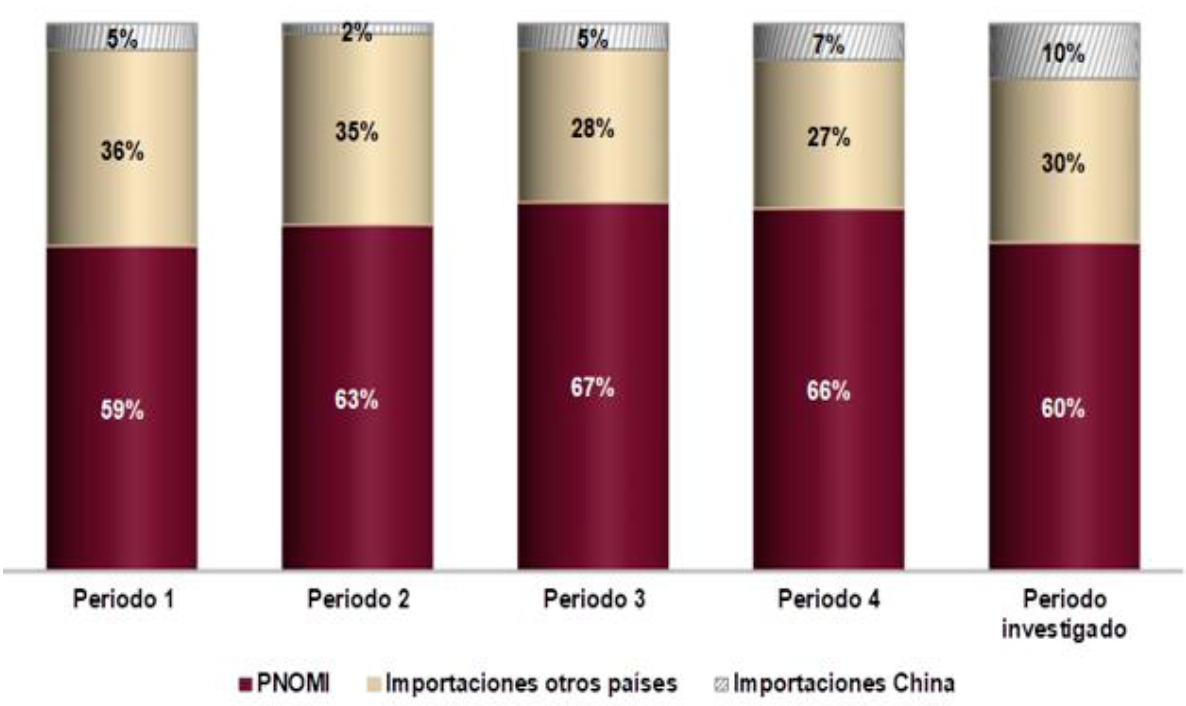 5% 2% 5% 7% 10%
36% 35% 28% 27% 30%
59% 63% 67% 66% 60%
Periodo 1 Periodo 2 Periodo 3 Periodo 4 Periodo
investigado
PNOMI Importaciones otros países Importaciones China